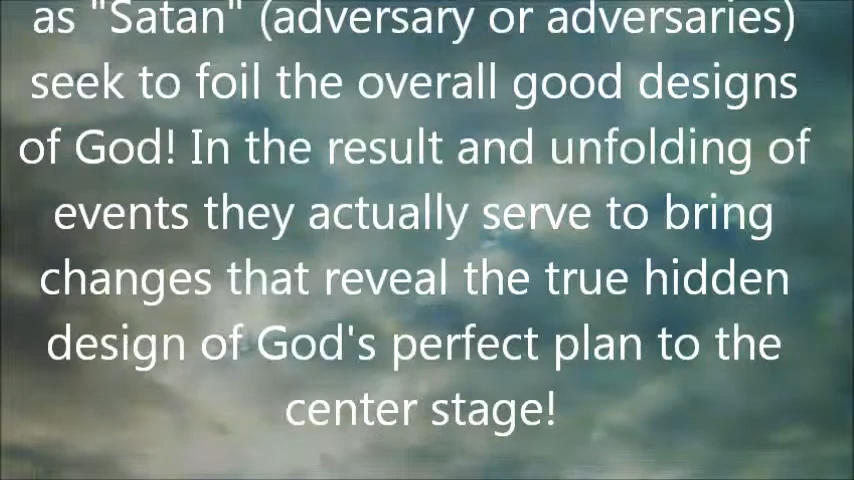 as "Satan" (adversary or adversaries)
seek to foil the overall good designs
of God! In the result and unfolding of
events they actually serve to bring
changes that reveal the true hidden
design of God's perfect plan to the
center stage!